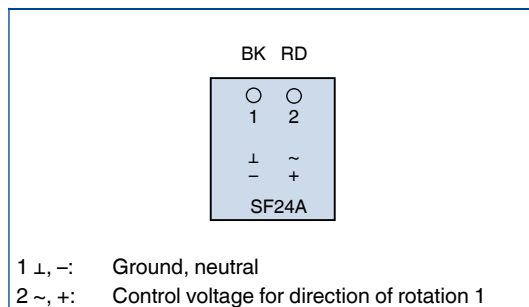 BK RD
1 2
⊥ ~
– +
SF24A
1 ⊥, –: Ground, neutral
2 ~, +: Control voltage for direction of rotation 1